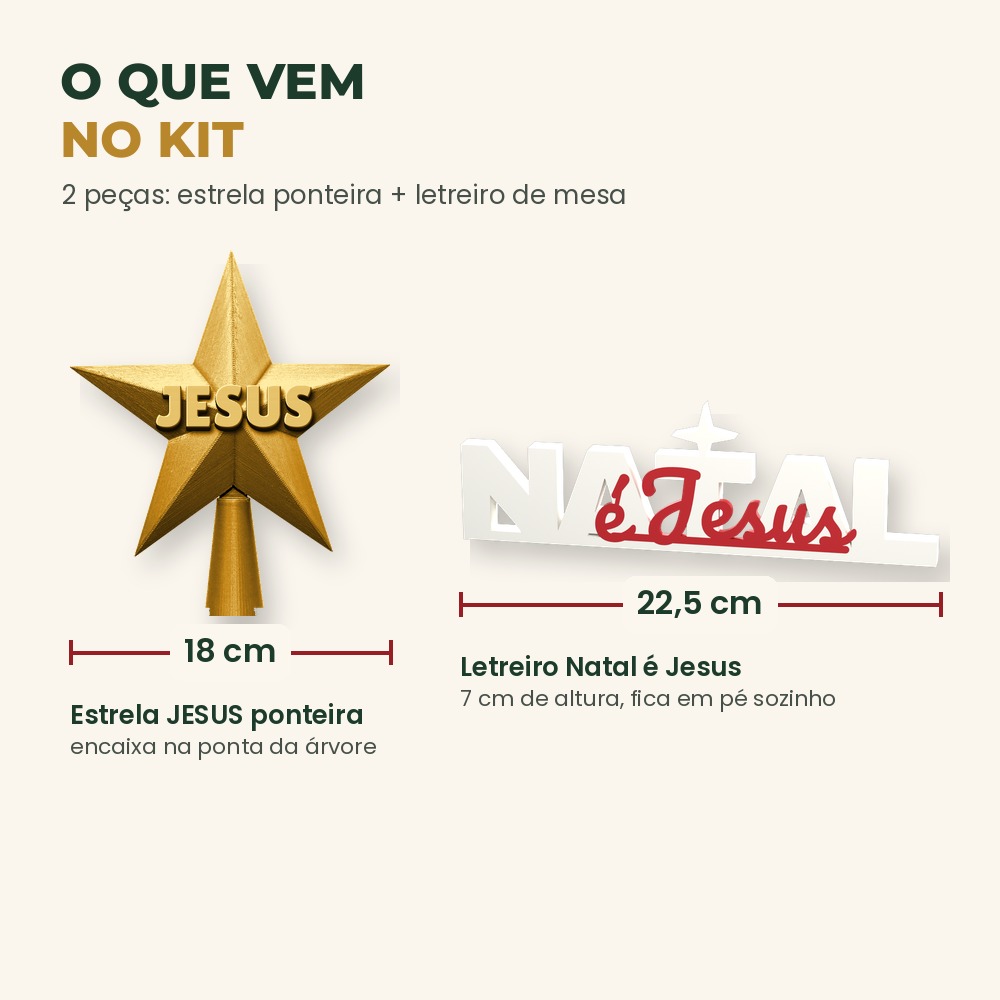 O QUE VEM
NO KIT
2 peças: estrela ponteira + letreiro de mesa
JESUS
NATAL
é Jesus
18 cm
22,5 cm
Estrela JESUS ponteira
encaixa na ponta da árvore
Letreiro Natal é Jesus
7 cm de altura, fica em pé sozinho